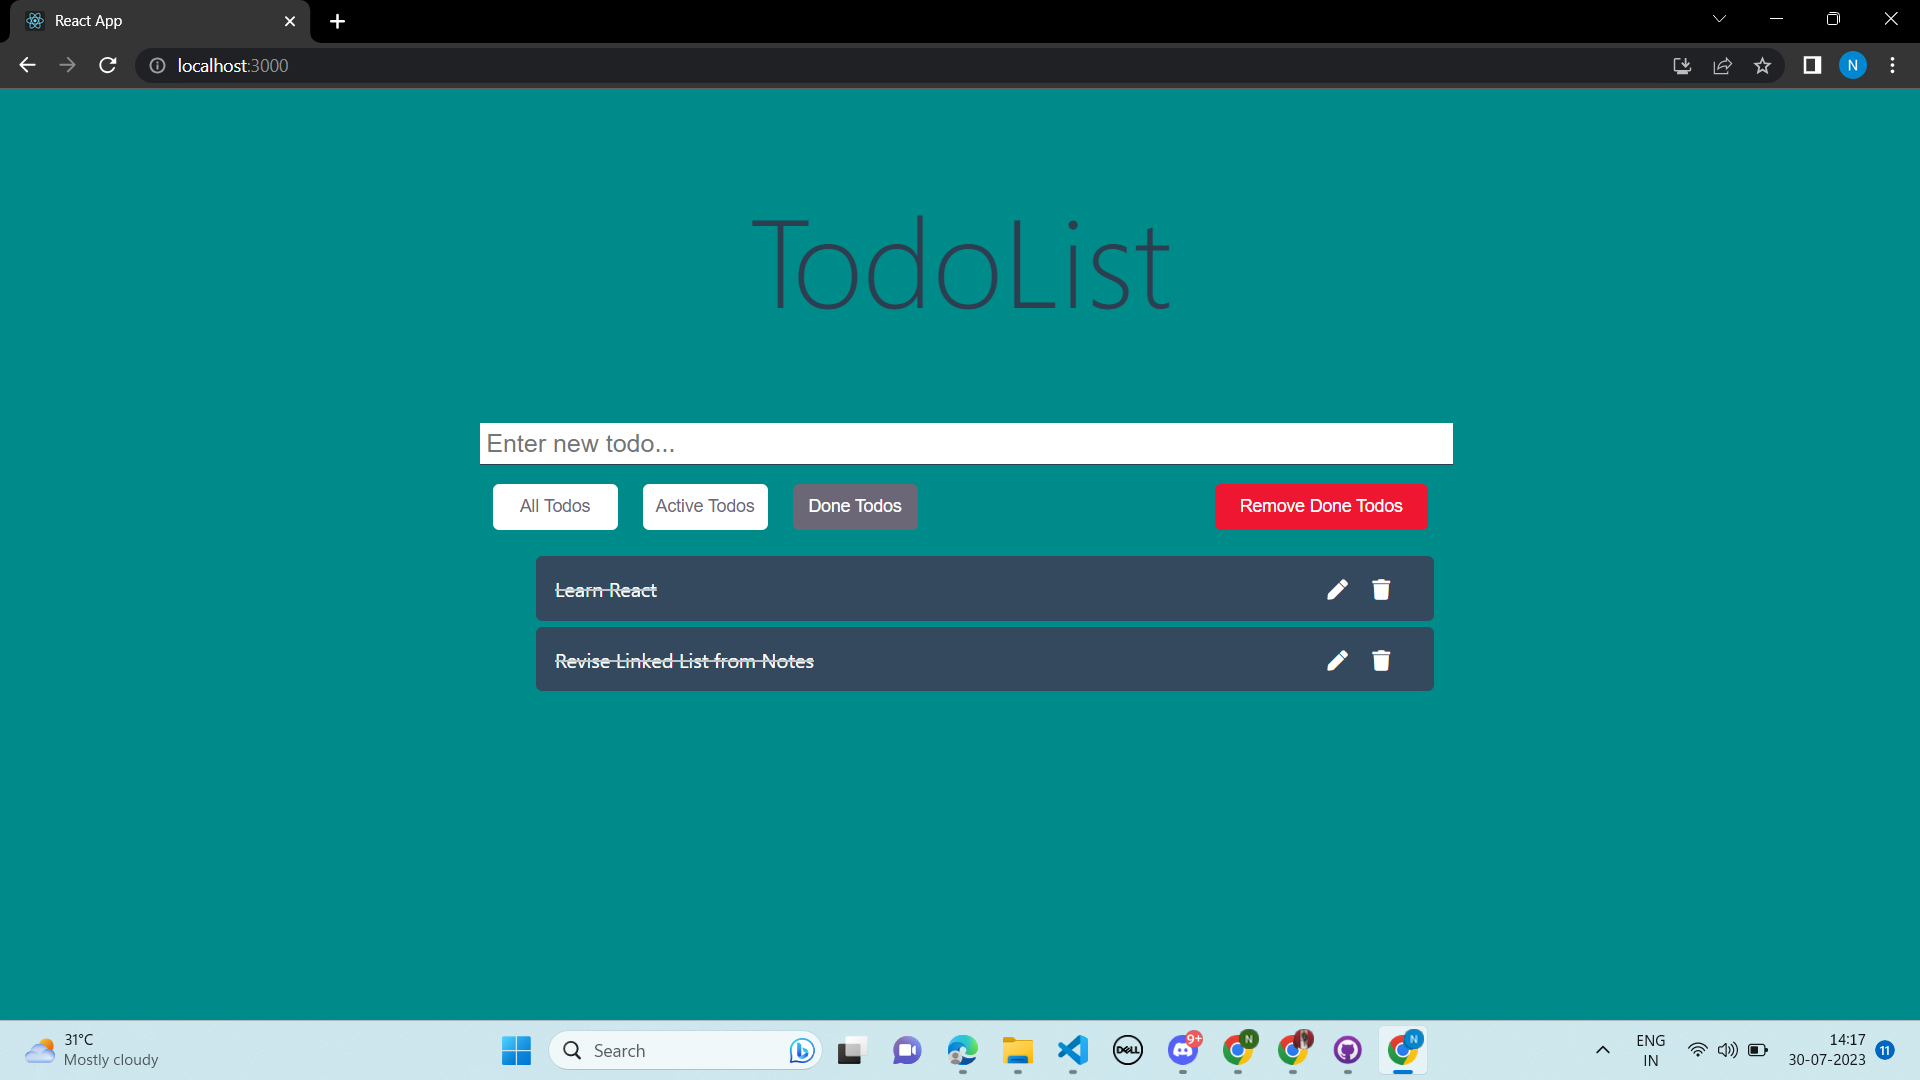 React App
localhost:3000
N
TodoList
Enter new todo...
All Todos
Active Todos
Done Todos
Remove Done Todos
Learn React
Revise Linked List from Notes
31°C
Mostly cloudy
Search
DELL
9+
N
N
ENG
IN
14:17
30-07-2023
11